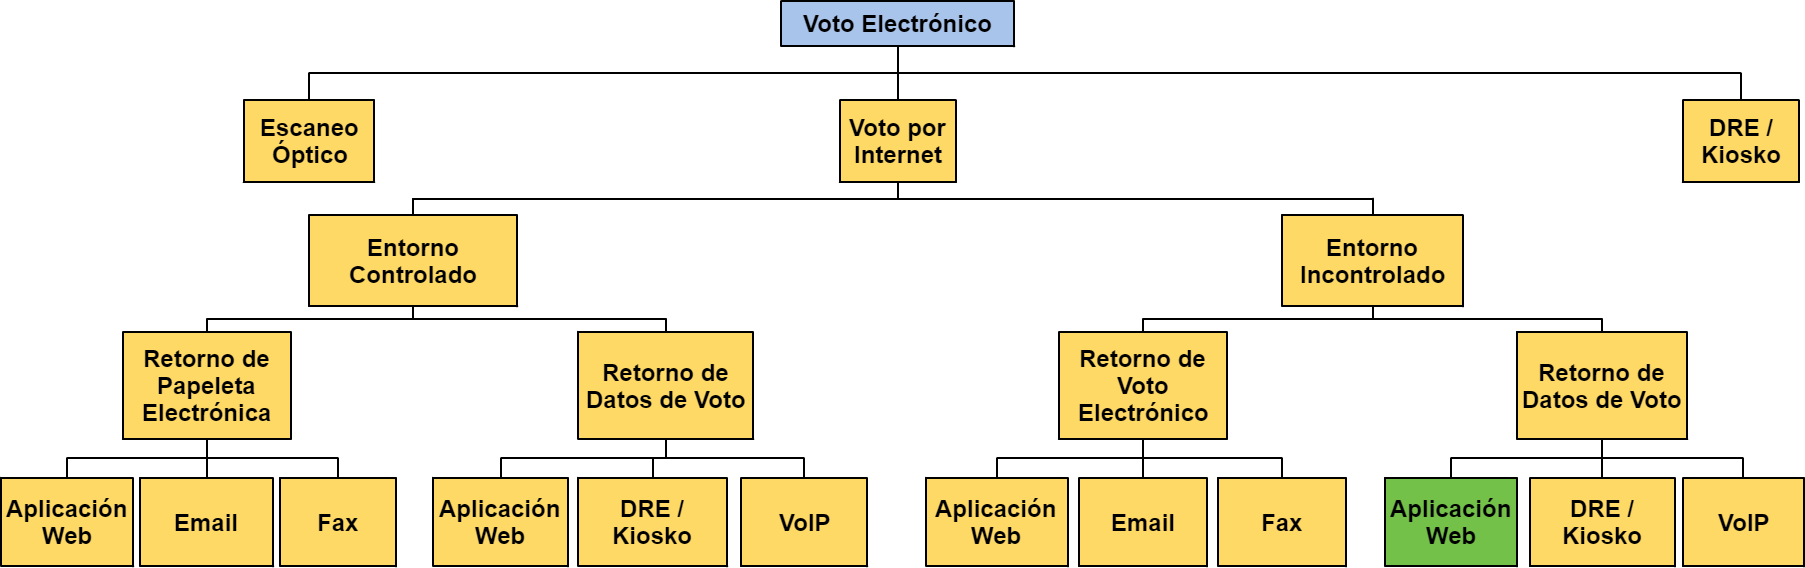 Voto Electrónico
Escaneo
Óptico
Voto por
Internet
DRE /
Kiosko
Entorno
Controlado
Entorno
Incontrolado
Retorno de
Papeleta
Electrónica
Retorno de
Datos de Voto
Retorno de
Voto
Electrónico
Retorno de
Datos de Voto
Aplicación
Web
Email
Fax
Aplicación
Web
DRE /
Kiosko
VoIP
Aplicación
Web
Email
Fax
Aplicación
Web
DRE /
Kiosko
VoIP